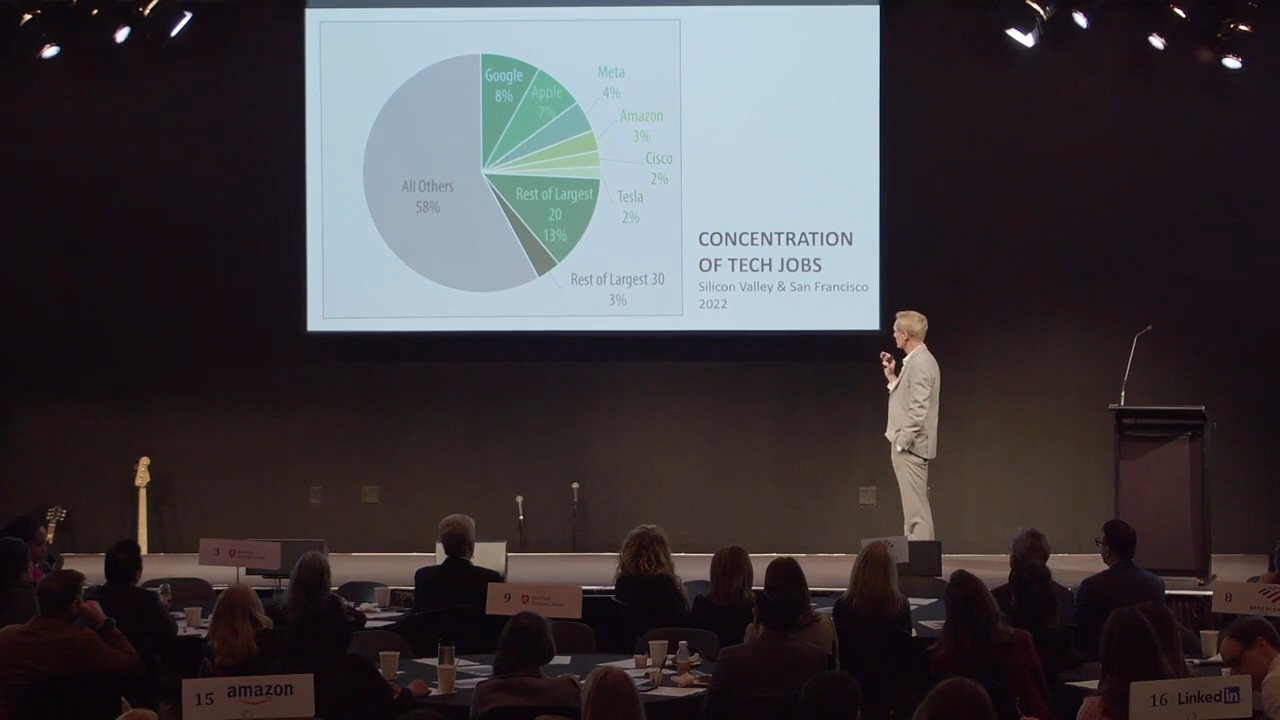 Google
8%
Apple
7%
Meta
4%
Amazon
3%
Cisco
2%
Tesla
2%
Rest of Largest
20
13%
Rest of Largest 30
3%
All Others
58%
CONCENTRATION
OF TECH JOBS
Silicon Valley & San Francisco
2022
3
9
8
15 amazon
16 LinkedIn